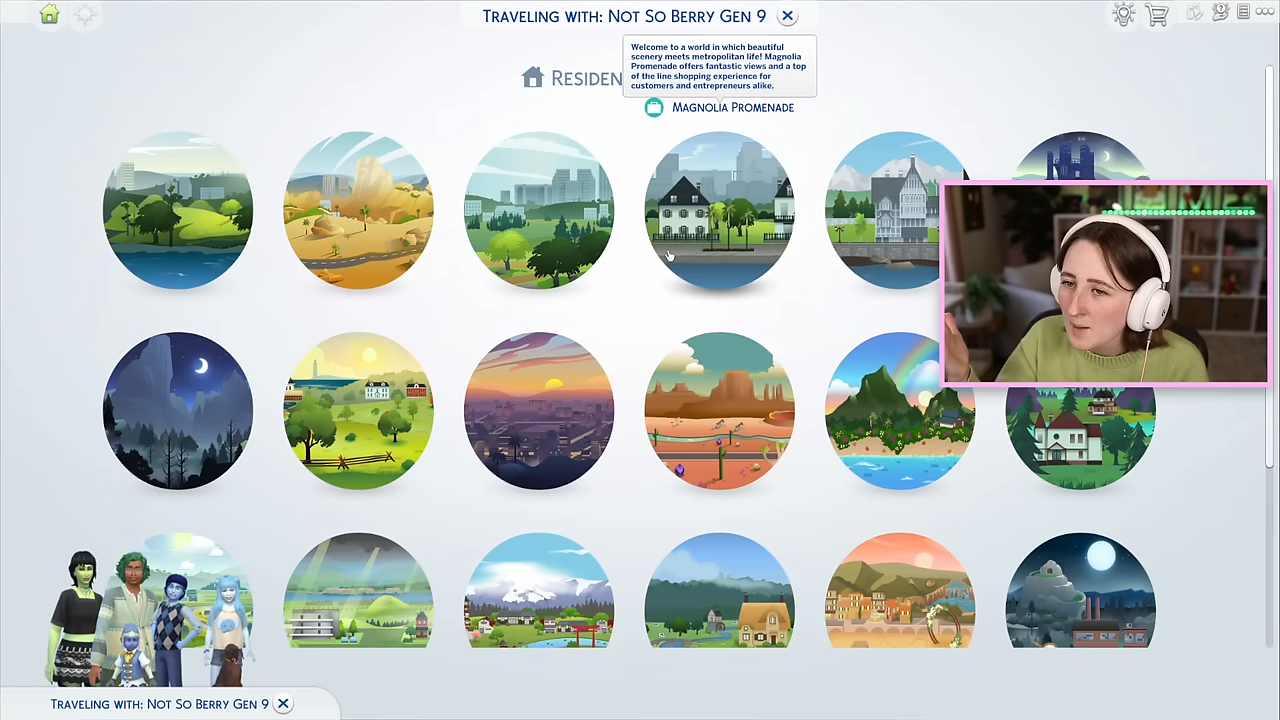 Traveling with: Not So Berry Gen 9
Welcome to a world in which beautiful
scenery meets metropolitan life! Magnolia
Promenade offers fantastic views and a top
of the line shopping experience for
customers and entrepreneurs alike.
Residen
Magnolia Promenade
Traveling with: Not So Berry Gen 9